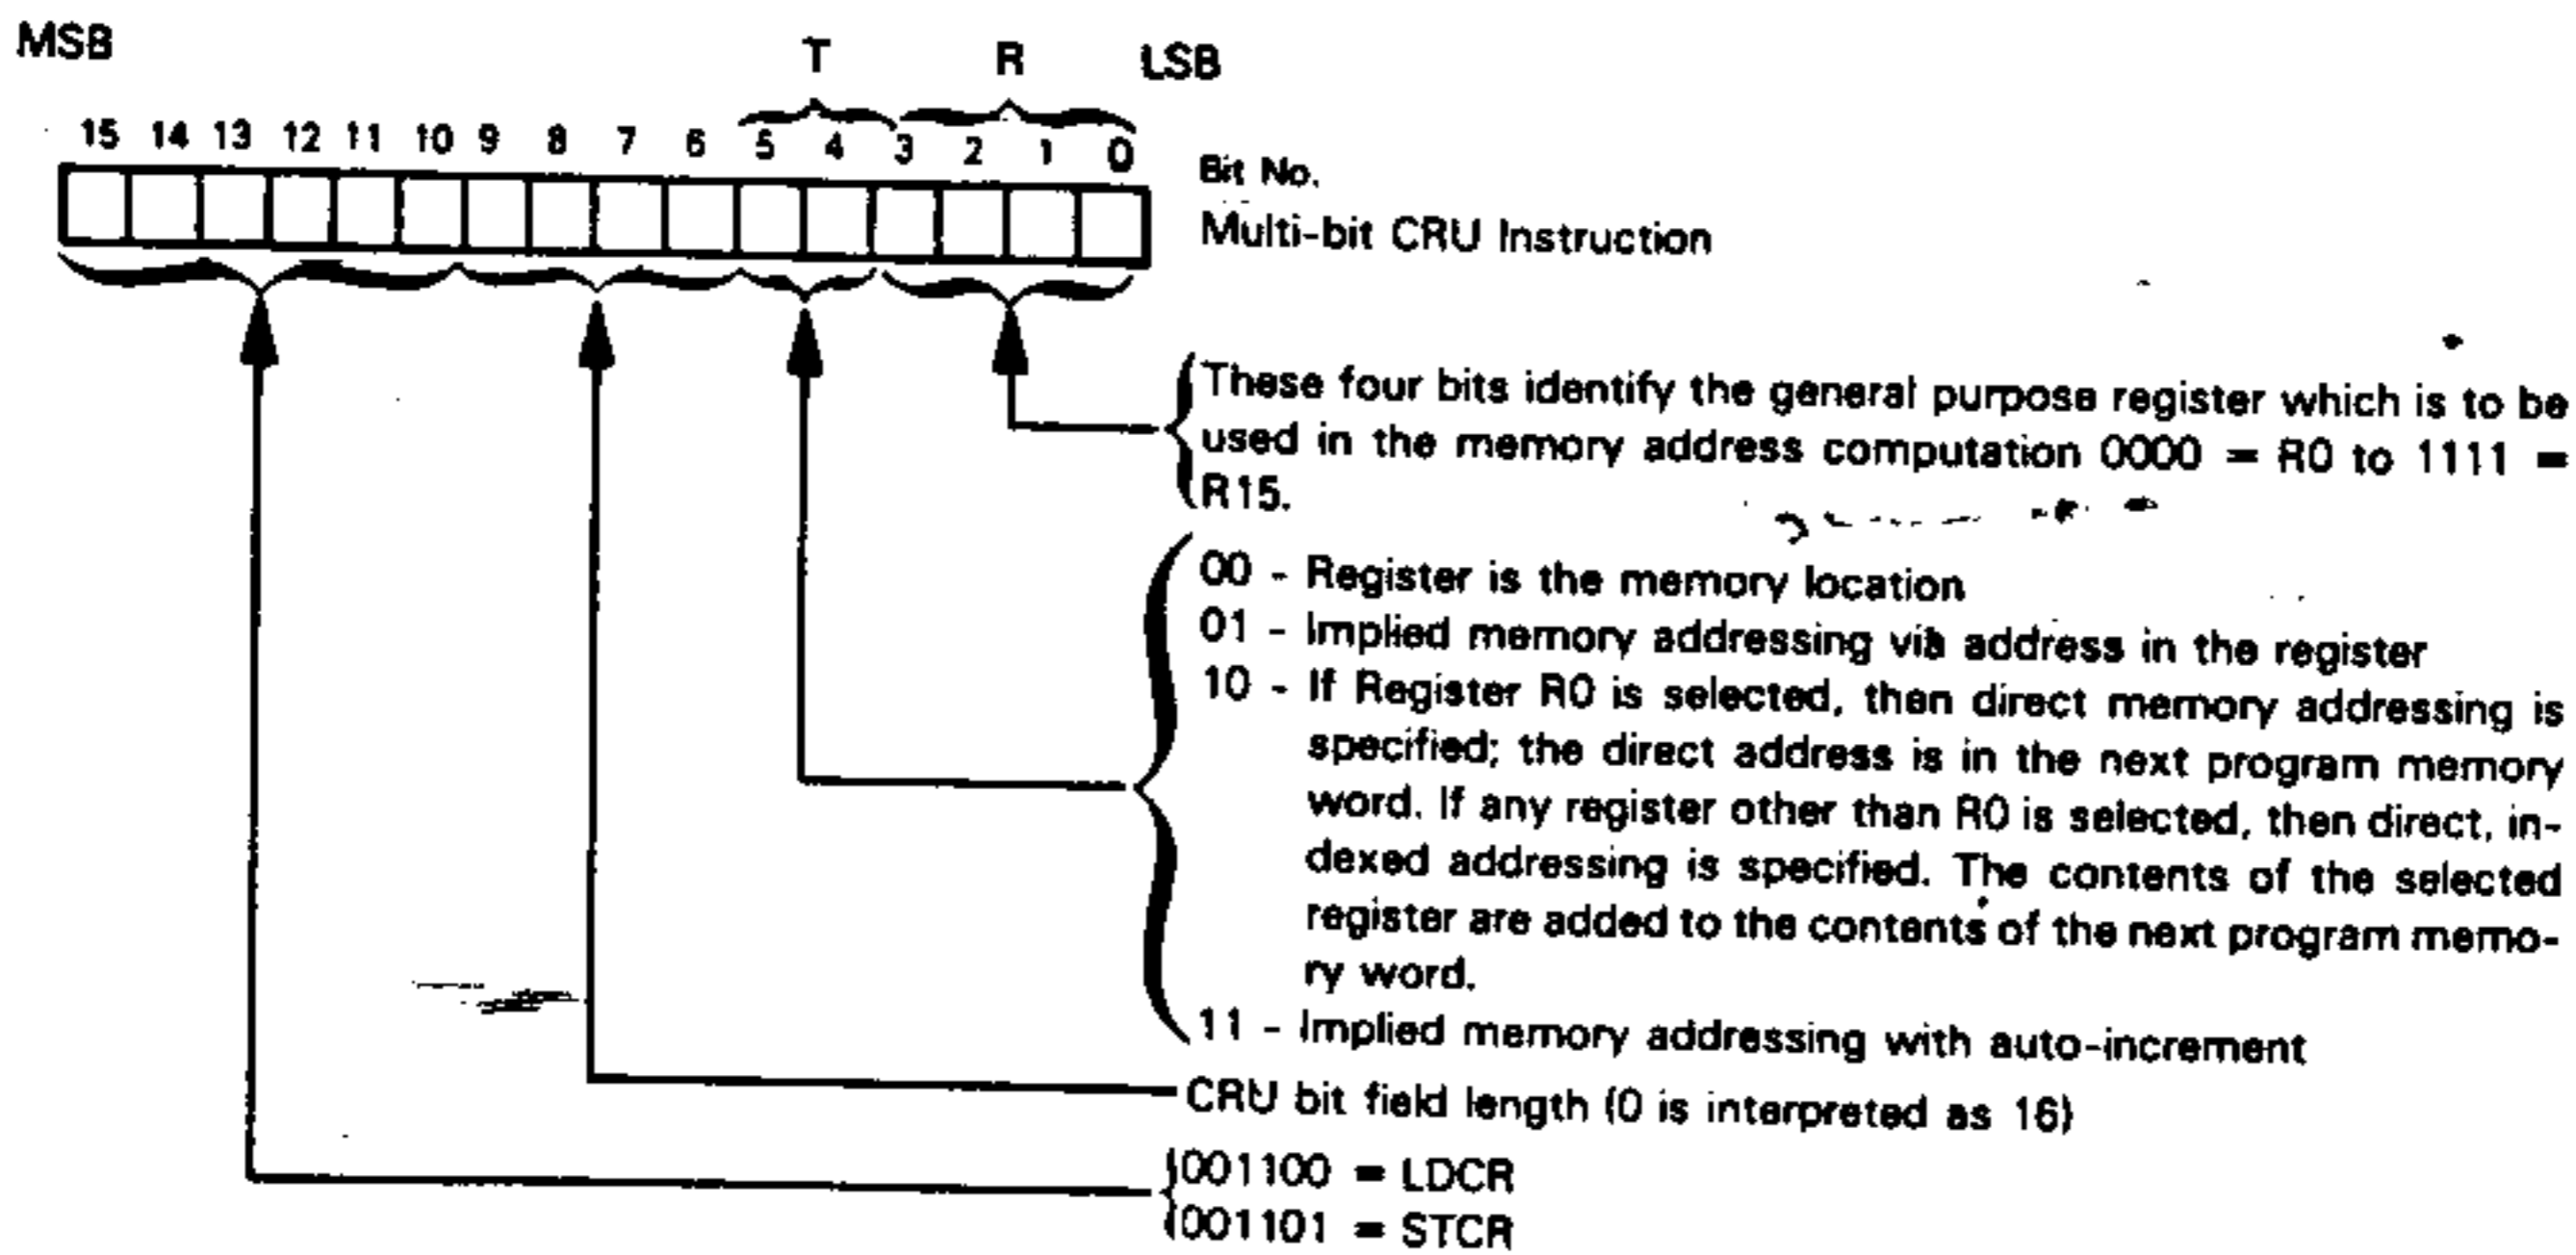 MSB
T R LSB
15 14 13 12 11 10 9 8 7 6 5 4 3 2 1 0
Bit No.
Multi-bit CRU Instruction
These four bits identify the general purpose register which is to be
used in the memory address computation 0000 = R0 to 1111 =
R15.
00 - Register is the memory location
01 - Implied memory addressing via address in the register
10 - If Register R0 is selected, then direct memory addressing is
specified; the direct address is in the next program memory
word. If any register other than R0 is selected, then direct, in-
dexed addressing is specified. The contents of the selected
register are added to the contents of the next program memo-
ry word.
11 - Implied memory addressing with auto-increment
CRU bit field length (0 is interpreted as 16)
001100 = LDCR
001101 = STCR